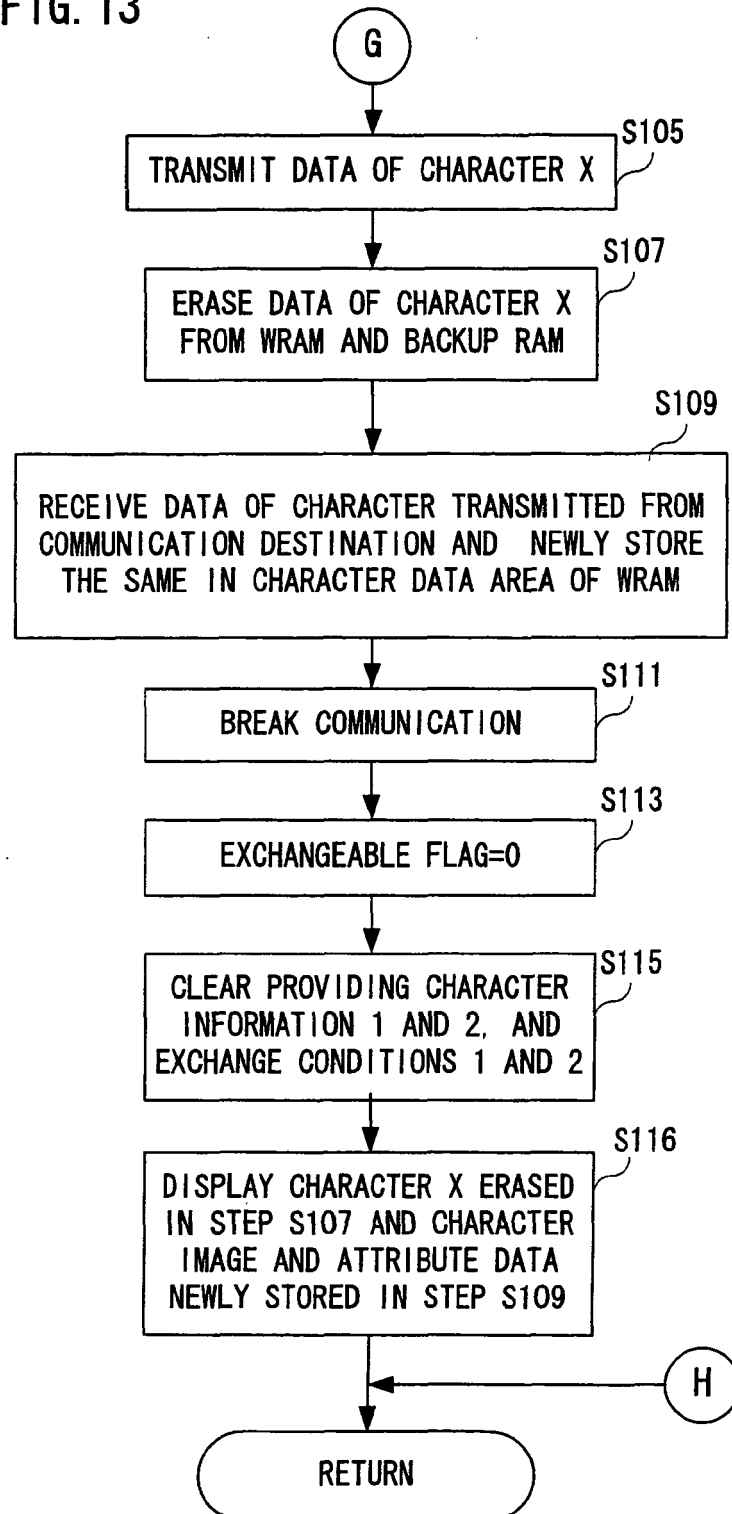 FIG. 13
G
S105
TRANSMIT DATA OF CHARACTER X
S107
ERASE DATA OF CHARACTER X
FROM WRAM AND BACKUP RAM
S109
RECEIVE DATA OF CHARACTER TRANSMITTED FROM
COMMUNICATION DESTINATION AND NEWLY STORE
THE SAME IN CHARACTER DATA AREA OF WRAM
S111
BREAK COMMUNICATION
S113
EXCHANGEABLE FLAG=0
S115
CLEAR PROVIDING CHARACTER
INFORMATION 1 AND 2, AND
EXCHANGE CONDITIONS 1 AND 2
S116
DISPLAY CHARACTER X ERASED
IN STEP S107 AND CHARACTER
IMAGE AND ATTRIBUTE DATA
NEWLY STORED IN STEP S109
H
RETURN